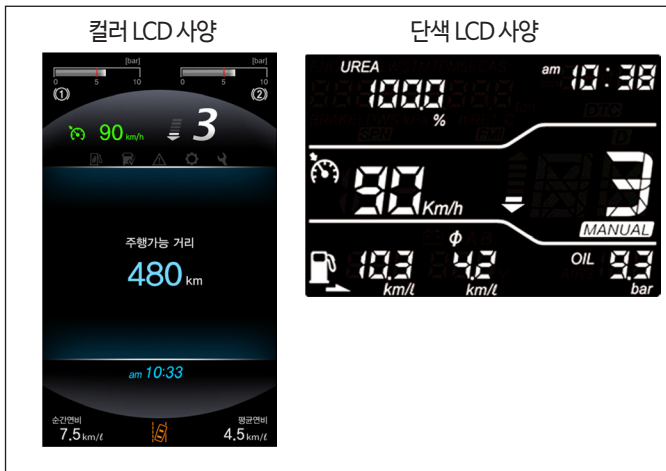 컬러 LCD 사양
[bar] [bar]
0 5 10 0 5 10
① ②
90 km/h 3
주행가능 거리
480 km
am 10:33
순간연비 평균연비
7.5 km/ℓ 4.5 km/ℓ
단색 LCD 사양
UREA am 10:38
100.0
%
DTC
SPN FMI
90 Km/h 3
MANUAL
ϕ
10.3 4.2 OIL 9.3
km/ℓ km/ℓ bar